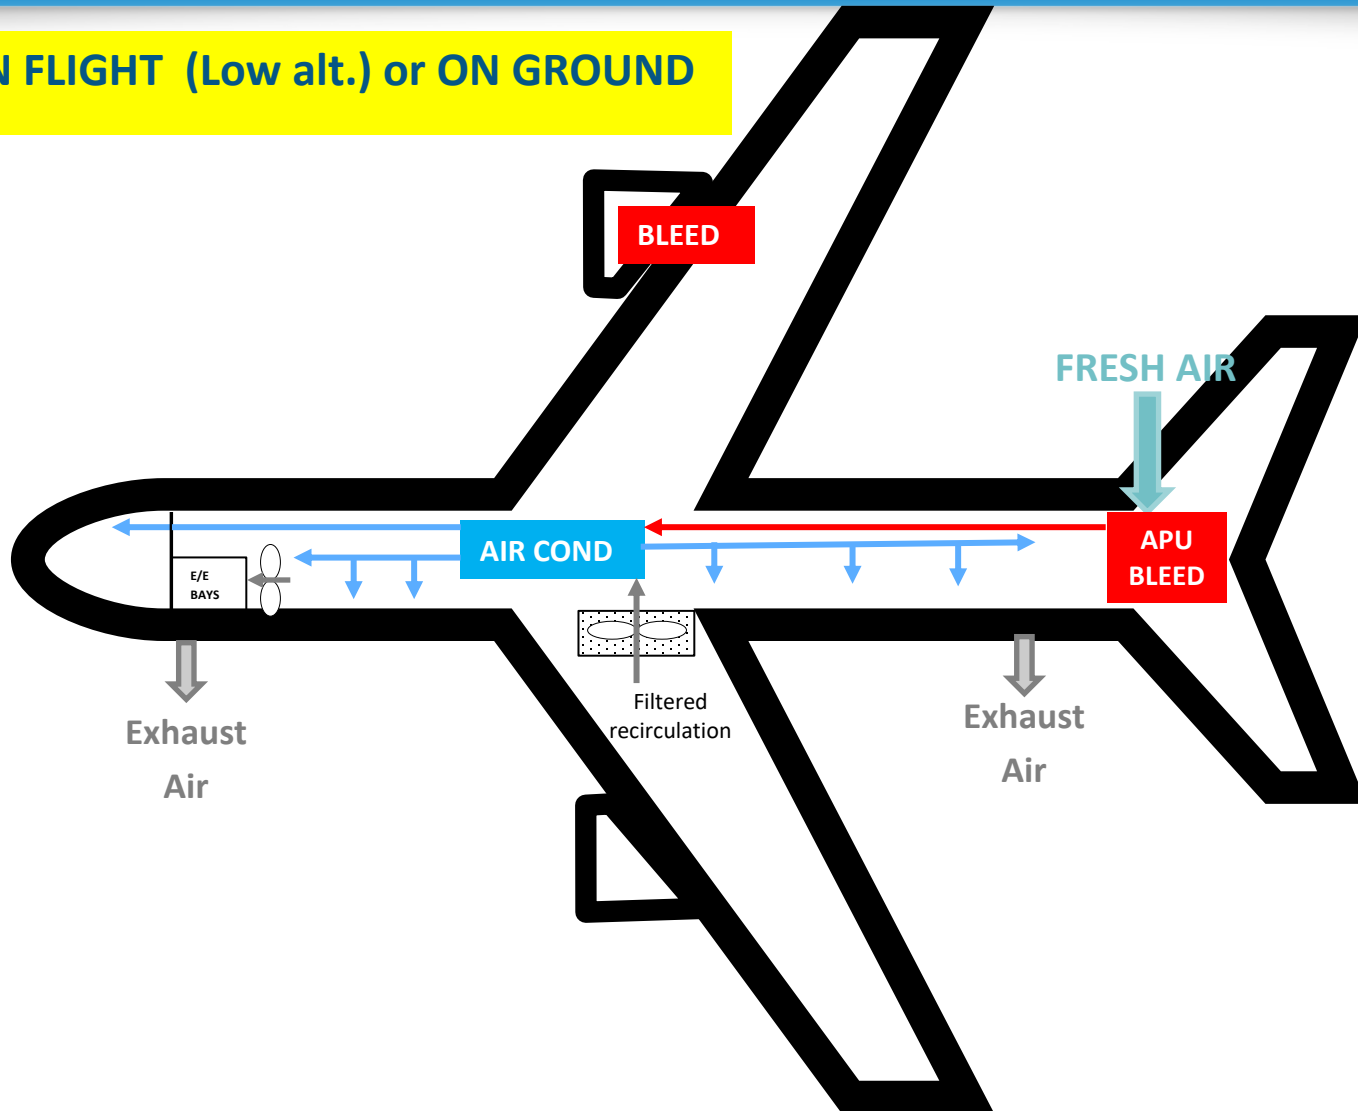 N FLIGHT (Low alt.) or ON GROUND
BLEED
FRESH AIR
AIR COND
APU
BLEED
E/E
BAYS
Filtered
recirculation
Exhaust
Air
Exhaust
Air